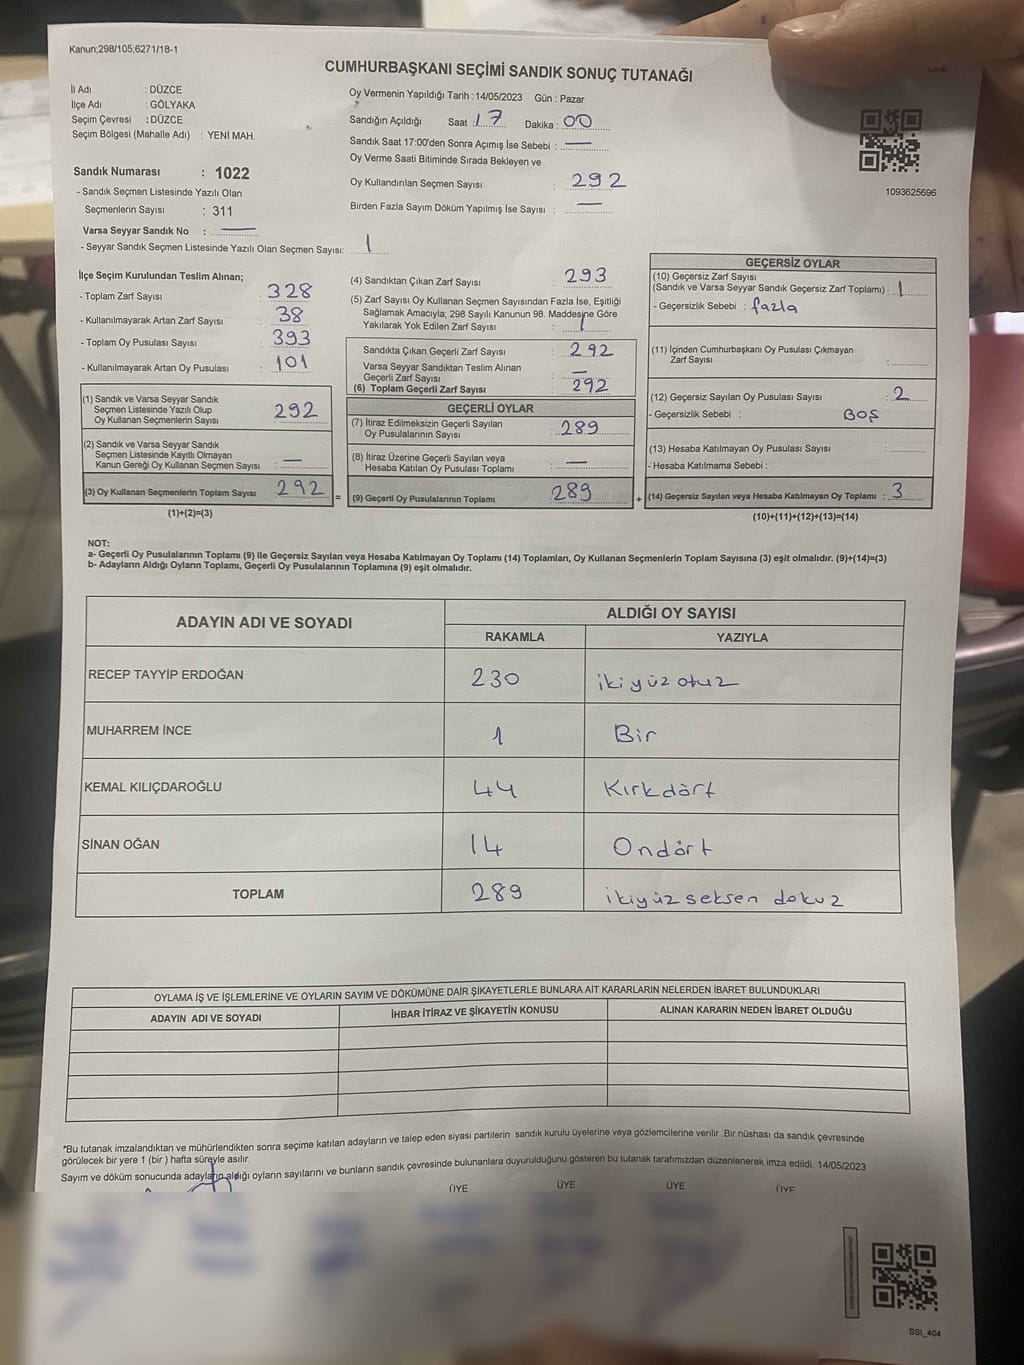 Kanun;298/105,6271/18-1
CUMHURBAŞKANI SEÇİMİ SANDIK SONUÇ TUTANAĞI
İl Adı : DÜZCE
İlçe Adı : GÖLYAKA
Seçim Çevresi : DÜZCE
Seçim Bölgesi (Mahalle Adı) : YENİ MAH.
Sandık Numarası : 1022
- Sandık Seçmen Listesinde Yazılı Olan
Seçmenlerin Sayısı : 311
Varsa Seyyar Sandık No : —
- Seyyar Sandık Seçmen Listesinde Yazılı Olan Seçmen Sayısı: 1
Oy Vermenin Yapıldığı Tarih : 14/05/2023 Gün : Pazar
Sandığın Açıldığı Saat : 17 Dakika : 00
Sandık Saat 17:00'den Sonra Açımış İse Sebebi : —
Oy Verme Saati Bitiminde Sırada Bekleyen ve
Oy Kullandırılan Seçmen Sayısı : 292
Birden Fazla Sayım Döküm Yapılmış İse Sayısı : —
1093625696
İlçe Seçim Kurulundan Teslim Alınan;
- Toplam Zarf Sayısı : 328
- Kullanılmayarak Artan Zarf Sayısı : 38
- Toplam Oy Pusulası Sayısı : 393
- Kullanılmayarak Artan Oy Pusulası : 101
(1) Sandık ve Varsa Seyyar Sandık
Seçmen Listesinde Yazılı Olup
Oy Kullanan Seçmenlerin Sayısı : 292
(2) Sandık ve Varsa Seyyar Sandık
Seçmen Listesinde Kayıtlı Olmayan
Kanun Gereği Oy Kullanan Seçmen Sayısı : —
(3) Oy Kullanan Seçmenlerin Toplam Sayısı : 292 =
(1)+(2)=(3)
(4) Sandıktan Çıkan Zarf Sayısı : 293
(5) Zarf Sayısı Oy Kullanan Seçmen Sayısından Fazla İse, Eşitliği
Sağlamak Amacıyla; 298 Sayılı Kanunun 98. Maddesine Göre
Yakılarak Yok Edilen Zarf Sayısı : 1
Sandıkta Çıkan Geçerli Zarf Sayısı : 292
Varsa Seyyar Sandıktan Teslim Alınan
Geçerli Zarf Sayısı : —
(6) Toplam Geçerli Zarf Sayısı : 292
GEÇERLİ OYLAR
(7) İtiraz Edilmeksizin Geçerli Sayılan
Oy Pusulalarının Sayısı : 289
(8) İtiraz Üzerine Geçerli Sayılan veya
Hesaba Katılan Oy Pusulası Toplamı : —
(9) Geçerli Oy Pusulalarının Toplamı : 289 +
GEÇERSİZ OYLAR
(10) Geçersiz Zarf Sayısı
(Sandık ve Varsa Seyyar Sandık Geçersiz Zarf Toplamı) : 1
- Geçersizlik Sebebi : fazla
(11) İçinden Cumhurbaşkanı Oy Pusulası Çıkmayan
Zarf Sayısı :
(12) Geçersiz Sayılan Oy Pusulası Sayısı : 2
- Geçersizlik Sebebi : BOŞ
(13) Hesaba Katılmayan Oy Pusulası Sayısı :
- Hesaba Katılmama Sebebi :
(14) Geçersiz Sayılan veya Hesaba Katılmayan Oy Toplamı : 3
(10)+(11)+(12)+(13)=(14)
NOT:
a- Geçerli Oy Pusulalarının Toplamı (9) ile Geçersiz Sayılan veya Hesaba Katılmayan Oy Toplamı (14) Toplamları, Oy Kullanan Seçmenlerin Toplam Sayısına (3) eşit olmalıdır. (9)+(14)=(3)
b- Adayların Aldığı Oyların Toplamı, Geçerli Oy Pusulalarının Toplamına (9) eşit olmalıdır.
ADAYIN ADI VE SOYADI ALDIĞI OY SAYISI
RAKAMLA YAZIYLA
RECEP TAYYİP ERDOĞAN 230 iki yüz otuz
MUHARREM İNCE 1 Bir
KEMAL KILIÇDAROĞLU 44 Kırkdört
SİNAN OĞAN 14 Ondört
TOPLAM 289 ikiyüz seksen dokuz
OYLAMA İŞ VE İŞLEMLERİNE VE OYLARIN SAYIM VE DÖKÜMÜNE DAİR ŞİKAYETLERLE BUNLARA AİT KARARLARIN NELERDEN İBARET BULUNDUKLARI
ADAYIN ADI VE SOYADI İHBAR İTİRAZ VE ŞİKAYETİN KONUSU ALINAN KARARIN NEDEN İBARET OLDUĞU
*Bu tutanak imzalandıktan ve mühürlendikten sonra seçime katılan adayların ve talep eden siyasi partilerin sandık kurulu üyelerine veya gözlemcilerine verilir .Bir nüshası da sandık çevresinde
görülecek bir yere 1 (bir ) hafta süreyle asılır.
Sayım ve döküm sonucunda adayların aldığı oyların sayılarını ve bunların sandık çevresinde bulunanlara duyurulduğunu gösteren bu tutanak tarafımızdan düzenlenerek imza edildi. 14/05/2023
ÜYE ÜYE ÜYE ÜYE
SSI_404